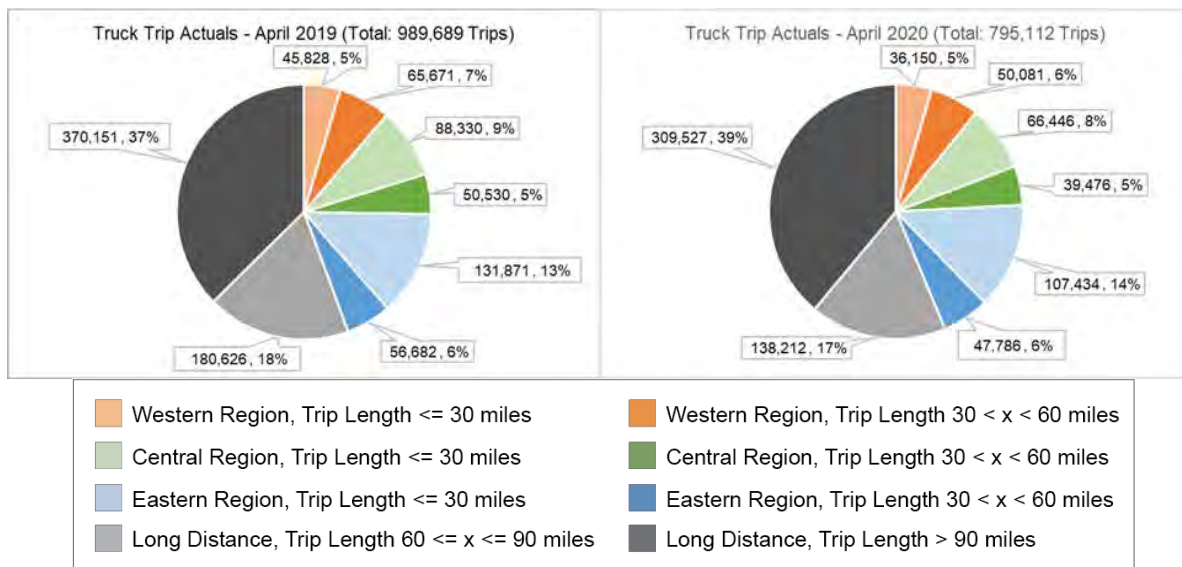 Truck Trip Actuals - April 2019 (Total: 989,689 Trips)
45,828 , 5%
65,671 , 7%
88,330 , 9%
50,530 , 5%
131,871 , 13%
56,682 , 6%
180,626 , 18%
370,151 , 37%
Truck Trip Actuals - April 2020 (Total: 795,112 Trips)
36,150 , 5%
50,081 , 6%
66,446 , 8%
39,476 , 5%
107,434 , 14%
47,786 , 6%
138,212 , 17%
309,527 , 39%
Western Region, Trip Length <= 30 miles
Western Region, Trip Length 30 < x < 60 miles
Central Region, Trip Length <= 30 miles
Central Region, Trip Length 30 < x < 60 miles
Eastern Region, Trip Length <= 30 miles
Eastern Region, Trip Length 30 < x < 60 miles
Long Distance, Trip Length 60 <= x <= 90 miles
Long Distance, Trip Length > 90 miles